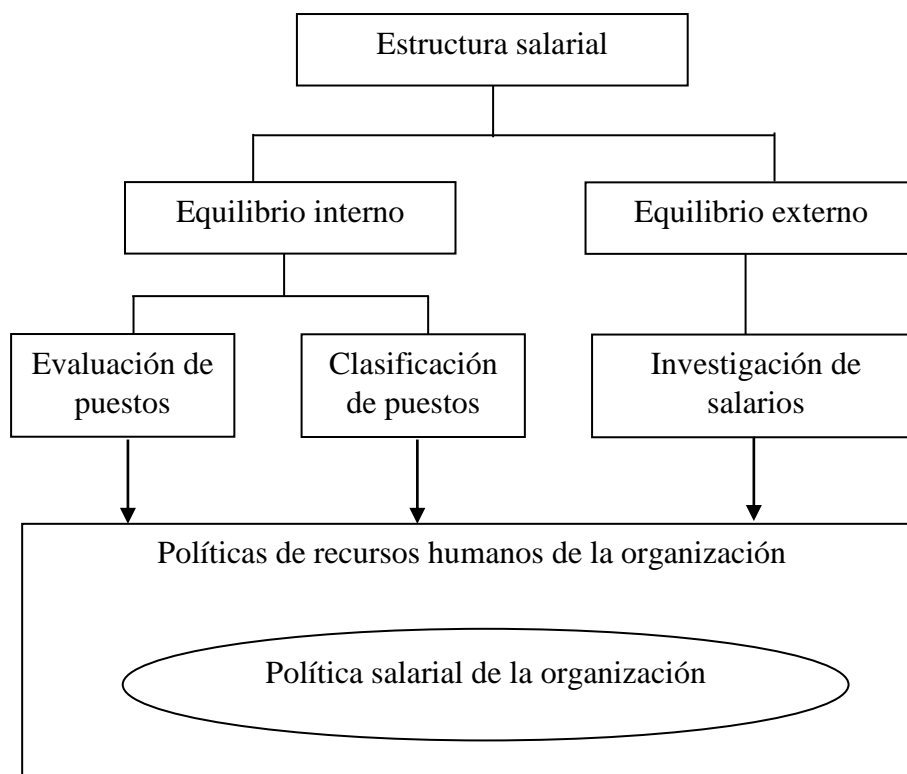 Estructura salarial
Equilibrio interno
Equilibrio externo
Evaluación de
puestos
Clasificación
de puestos
Investigación de
salarios
Políticas de recursos humanos de la organización
Política salarial de la organización